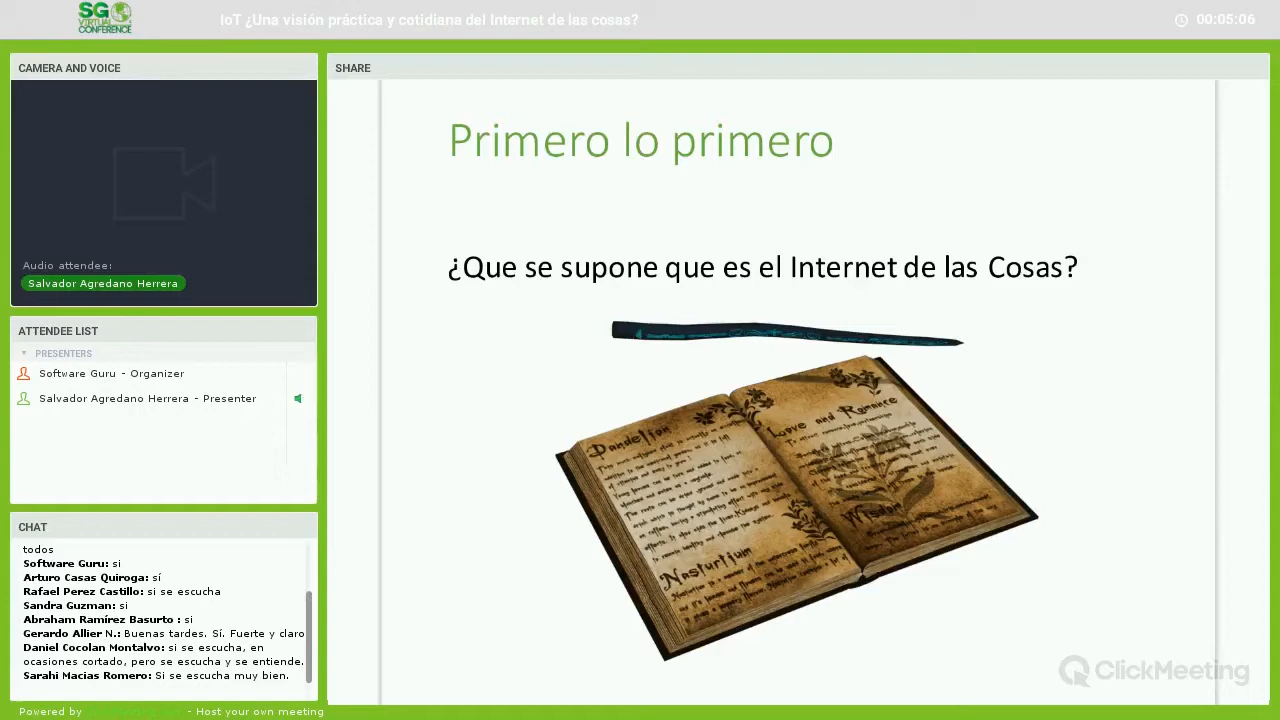 SG
VIRTUAL
CONFERENCE
IoT ¿Una visión práctica y cotidiana del Internet de las cosas?
00:05:06
CAMERA AND VOICE
Audio attendee:
Salvador Agredano Herrera
ATTENDEE LIST
PRESENTERS
Software Guru - Organizer
Salvador Agredano Herrera - Presenter
CHAT
todos
Software Guru: si
Arturo Casas Quiroga: sí
Rafael Perez Castillo: si se escucha
Sandra Guzman: si
Abraham Ramírez Basurto : si
Gerardo Allier N.: Buenas tardes. Sí. Fuerte y claro
Daniel Cocolan Montalvo: si se escucha, en
ocasiones cortado, pero se escucha y se entiende.
Sarahi Macias Romero: Si se escucha muy bien.
Powered by - Host your own meeting
SHARE
Primero lo primero
¿Que se supone que es el Internet de las Cosas?
Dandelion
Nasturtium
Love and Romance
Wisdom
ClickMeeting